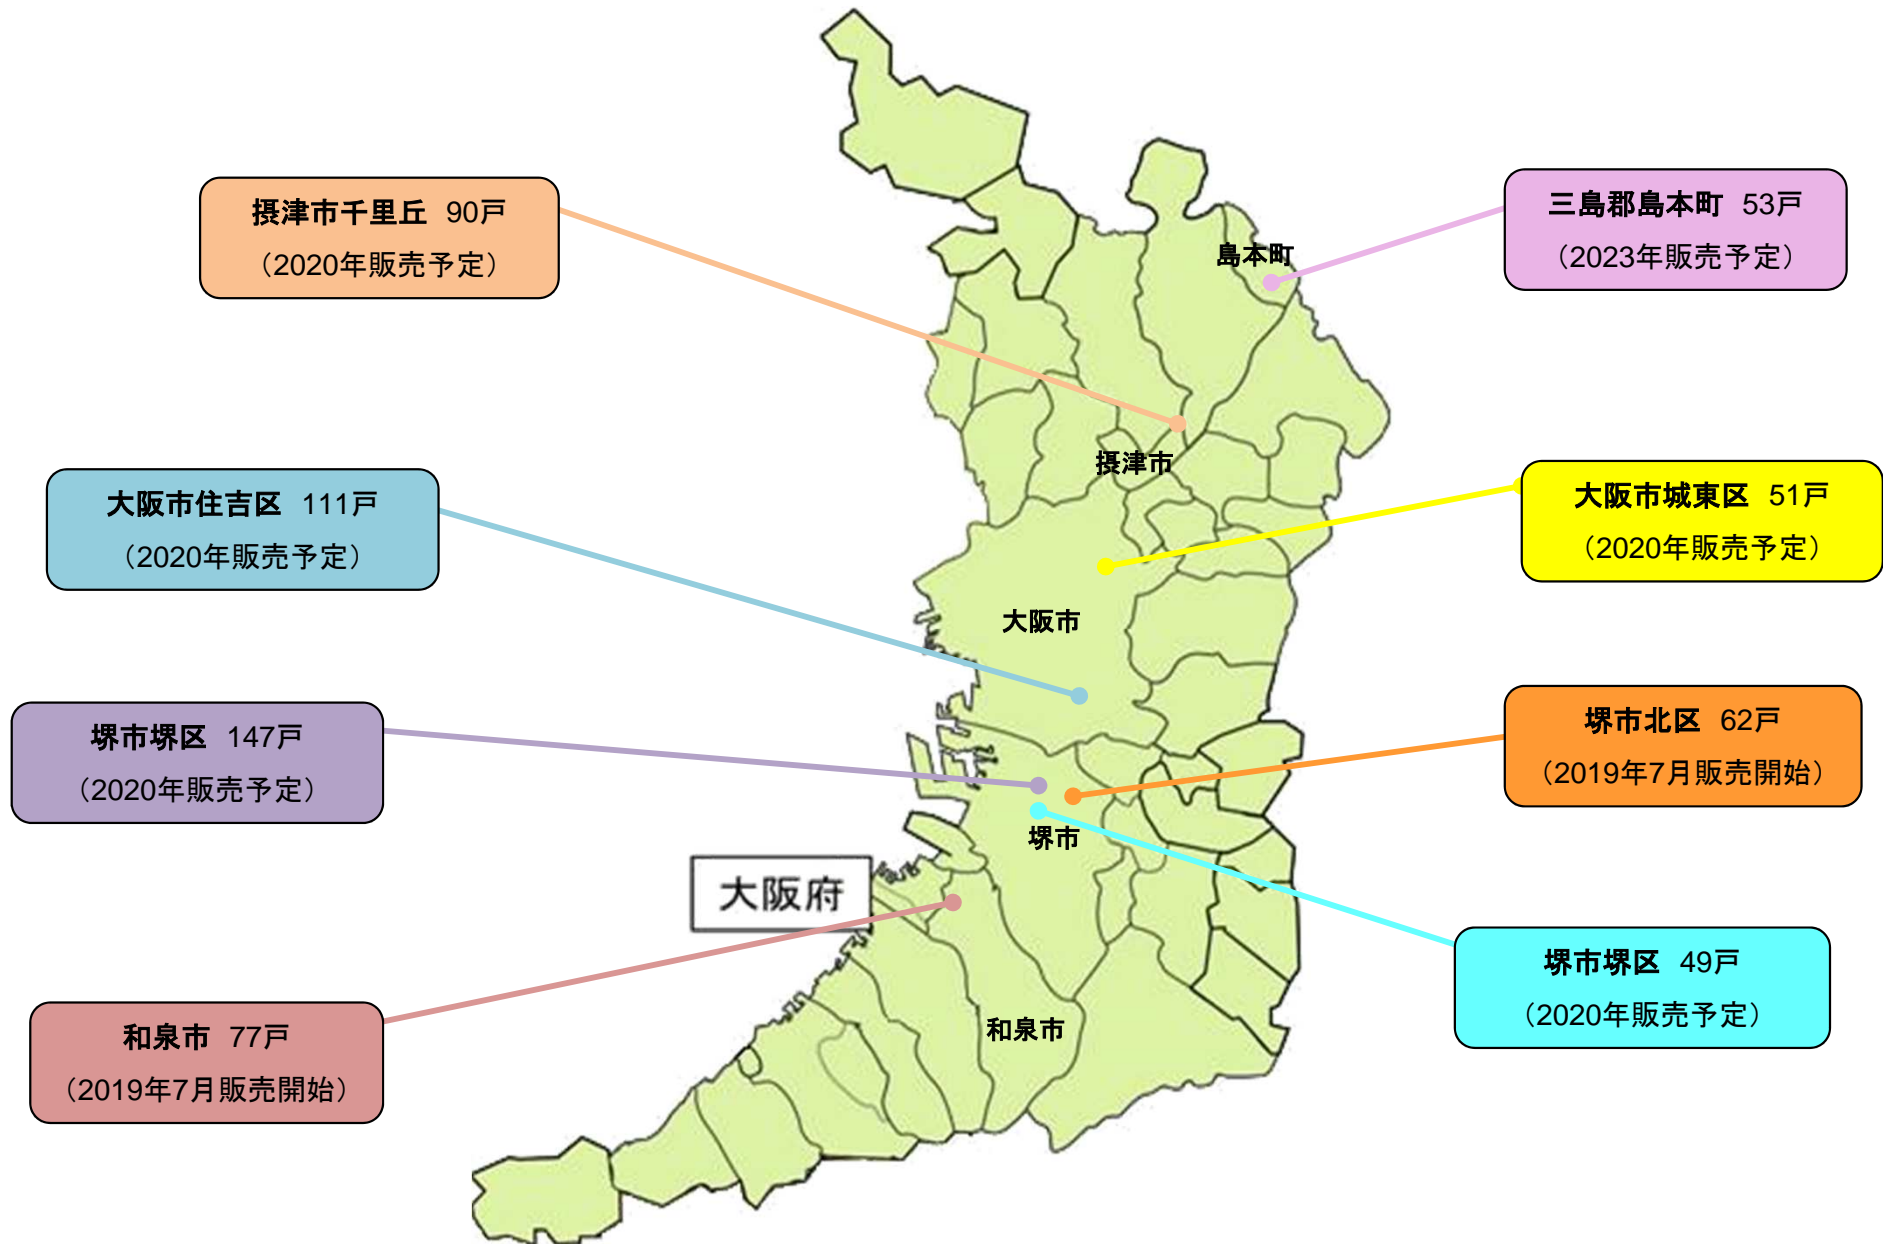 摂津市千里丘 90戸
（2020年販売予定）
三島郡島本町 53戸
（2023年販売予定）
島本町
摂津市
大阪市住吉区 111戸
（2020年販売予定）
大阪市城東区 51戸
（2020年販売予定）
大阪市
堺市堺区 147戸
（2020年販売予定）
堺市北区 62戸
（2019年7月販売開始）
堺市
大阪府
堺市堺区 49戸
（2020年販売予定）
和泉市 77戸
（2019年7月販売開始）
和泉市